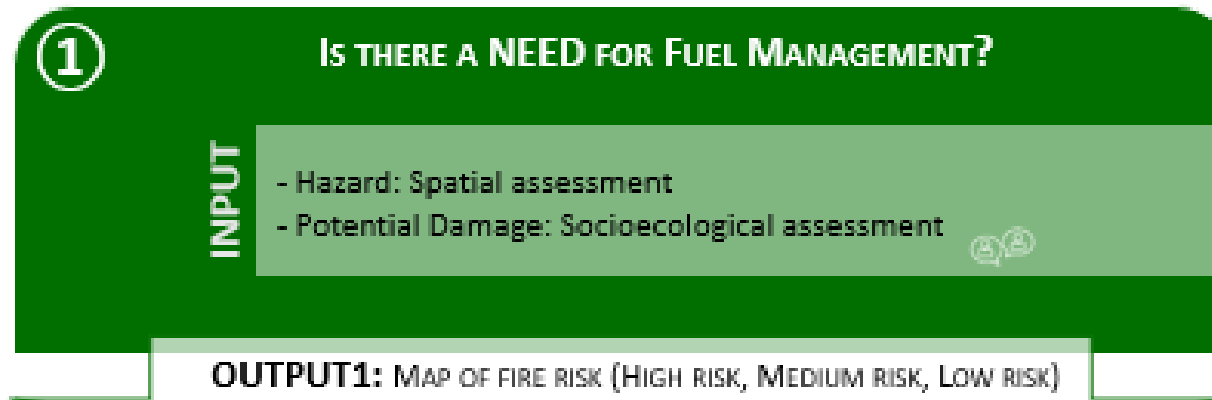 ①
IS THERE A NEED FOR FUEL MANAGEMENT?
INPUT
- Hazard: Spatial assessment
- Potential Damage: Socioecological assessment
OUTPUT1: MAP OF FIRE RISK (HIGH RISK, MEDIUM RISK, LOW RISK)